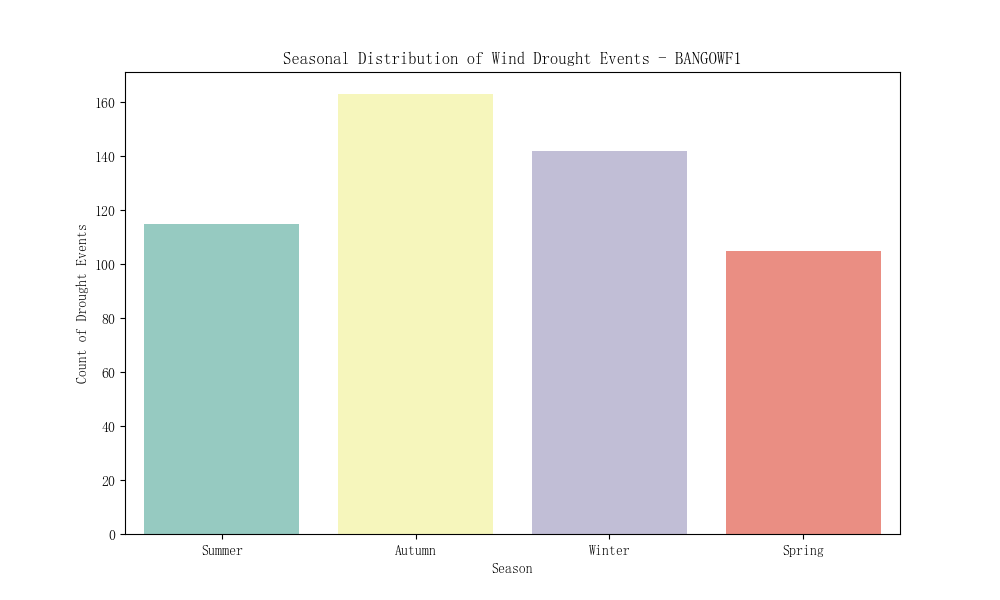 Seasonal Distribution of Wind Drought Events - BANGOWF1
Count of Drought Events
160
140
120
100
80
60
40
20
0
Summer
Autumn
Winter
Spring
Season